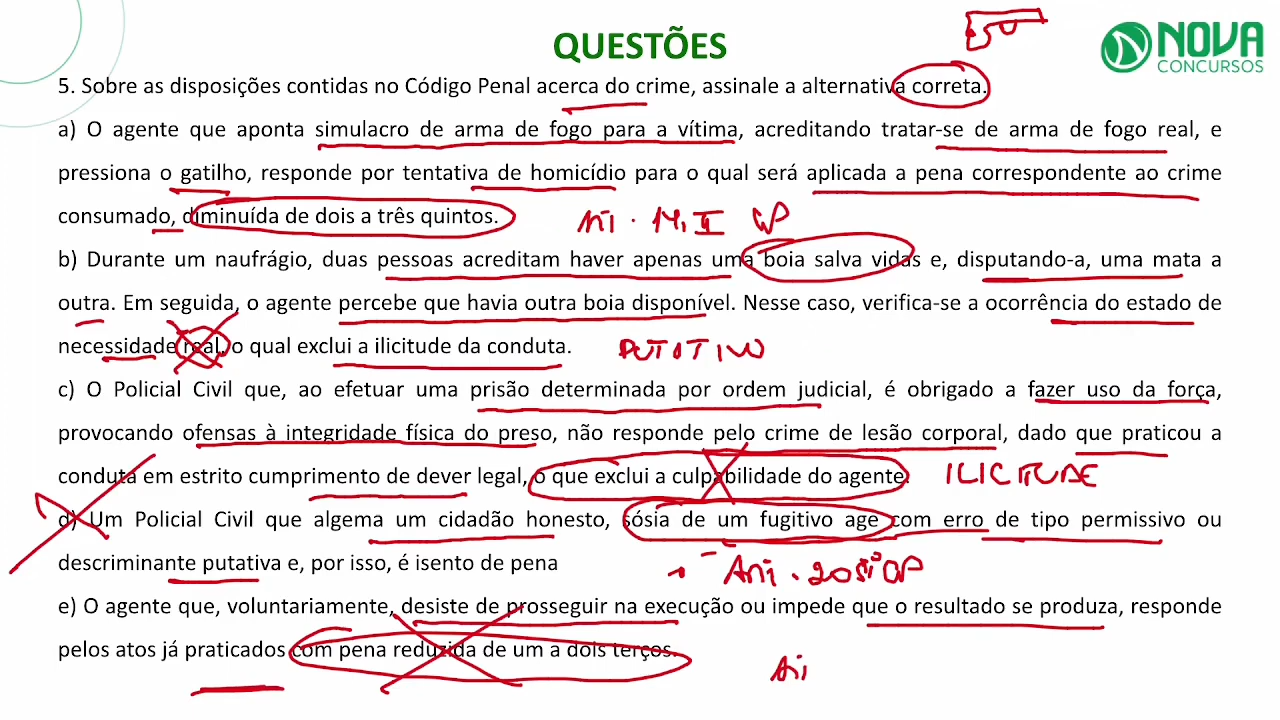 QUESTÕES
NOVA
CONCURSOS
5. Sobre as disposições contidas no Código Penal acerca do crime, assinale a alternativa correta.
a) O agente que aponta simulacro de arma de fogo para a vítima, acreditando tratar-se de arma de fogo real, e
pressiona o gatilho, responde por tentativa de homicídio para o qual será aplicada a pena correspondente ao crime
consumado, diminuída de dois a três quintos.
b) Durante um naufrágio, duas pessoas acreditam haver apenas uma boia salva vidas e, disputando-a, uma mata a
outra. Em seguida, o agente percebe que havia outra boia disponível. Nesse caso, verifica-se a ocorrência do estado de
necessidade real, o qual exclui a ilicitude da conduta.
PUTATIVO
c) O Policial Civil que, ao efetuar uma prisão determinada por ordem judicial, é obrigado a fazer uso da força,
provocando ofensas à integridade física do preso, não responde pelo crime de lesão corporal, dado que praticou a
conduta em estrito cumprimento de dever legal, o que exclui a culpabilidade do agente.
ILICITUDE
d) Um Policial Civil que algema um cidadão honesto, sósia de um fugitivo age com erro de tipo permissivo ou
descriminante putativa e, por isso, é isento de pena
e) O agente que, voluntariamente, desiste de prosseguir na execução ou impede que o resultado se produza, responde
pelos atos já praticados com pena reduzida de um a dois terços.